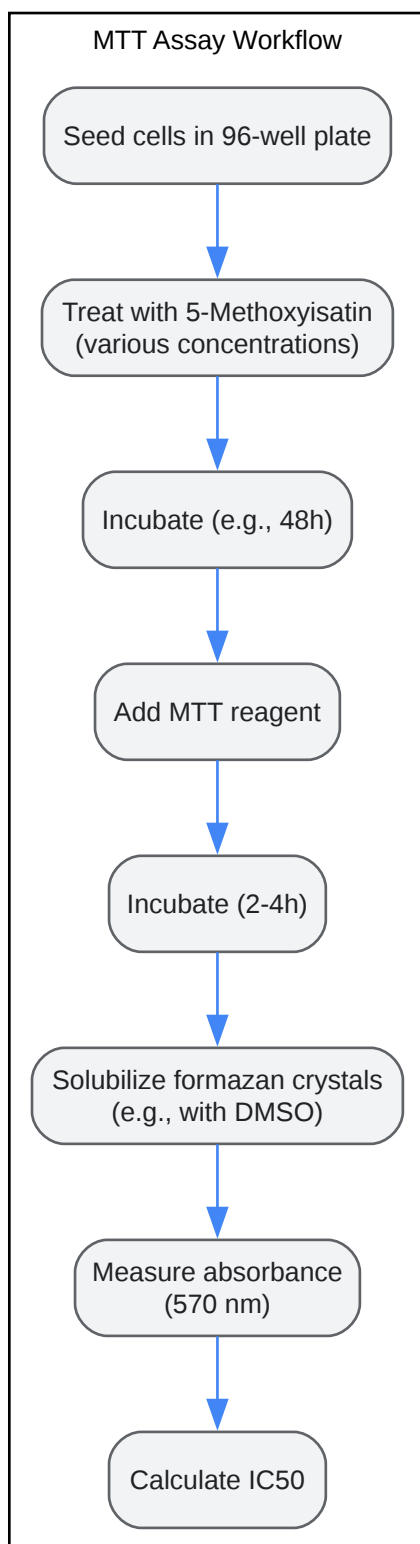 MTT Assay Workflow
Seed cells in 96-well plate
Treat with 5-Methoxyisatin
(various concentrations)
Incubate (e.g., 48h)
Add MTT reagent
Incubate (2-4h)
Solubilize formazan crystals
(e.g., with DMSO)
Measure absorbance
(570 nm)
Calculate IC50